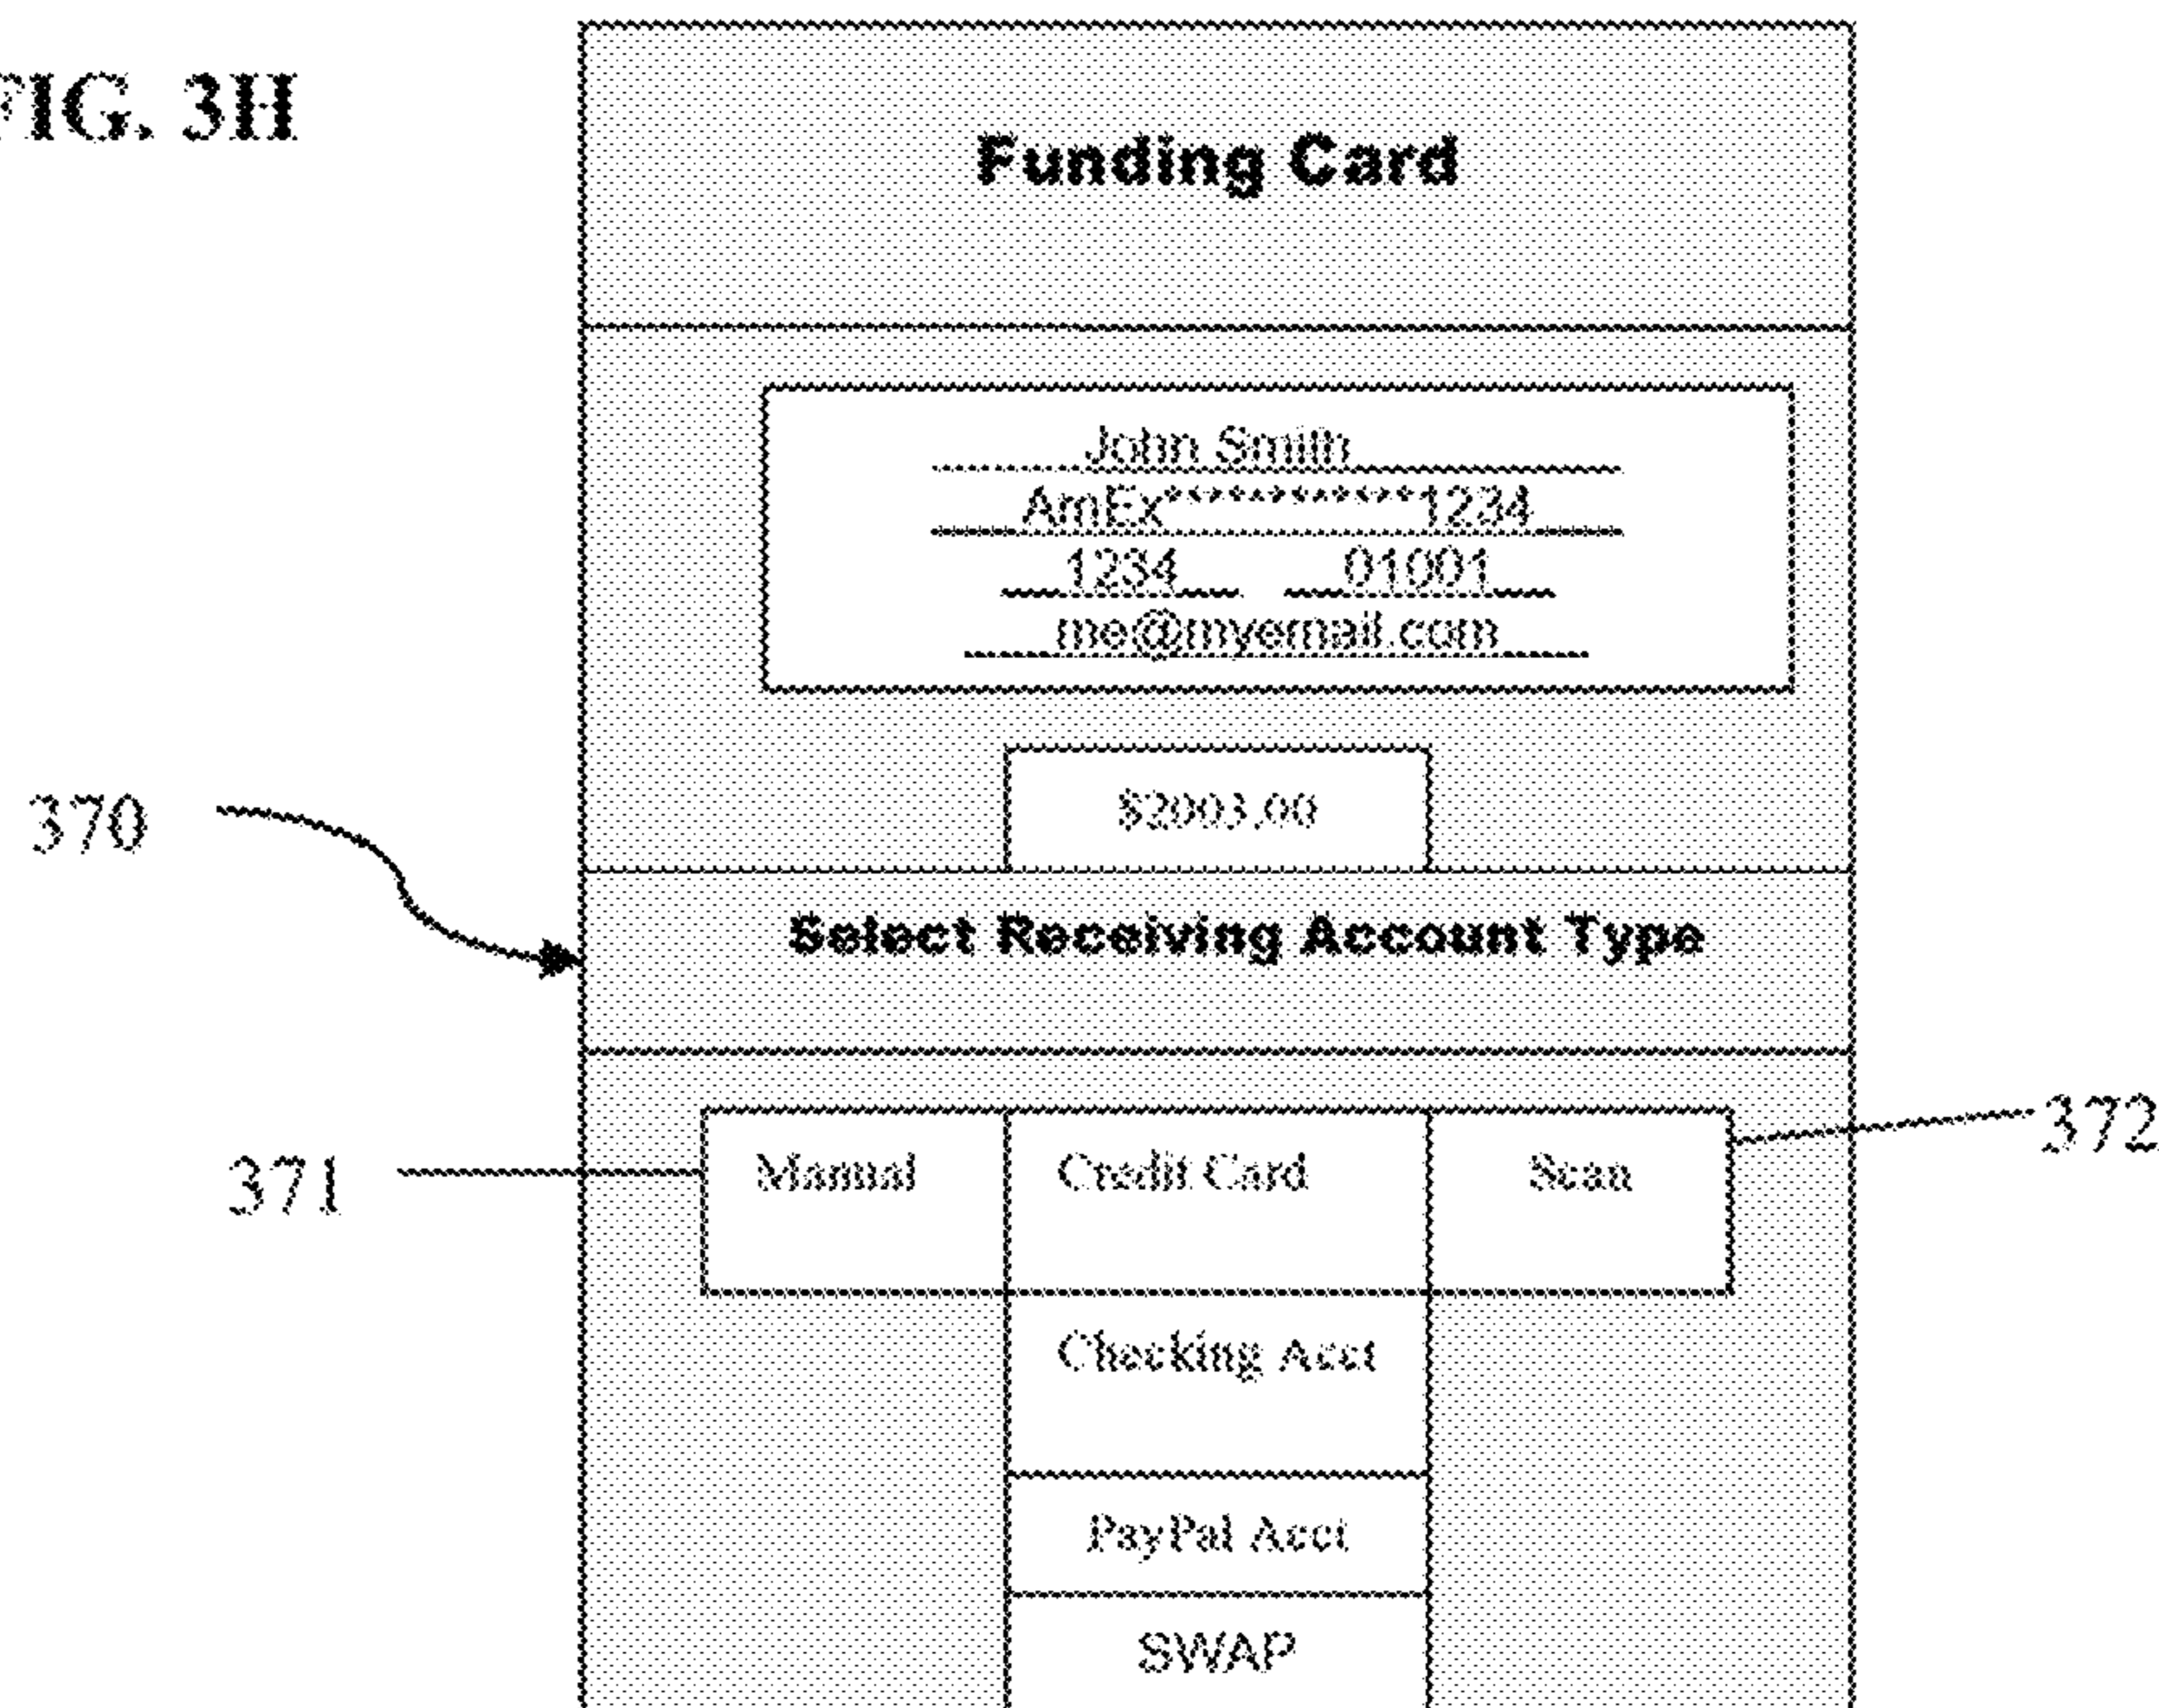 FIG. 3H
Funding Card
John Smith
AmEx*************1234
1234 01001
me@myemail.com
$2003.00
370
Select Receiving Account Type
372
371
Manual Credit Card Scan
Checking Acct
PayPal Acct
SWAP